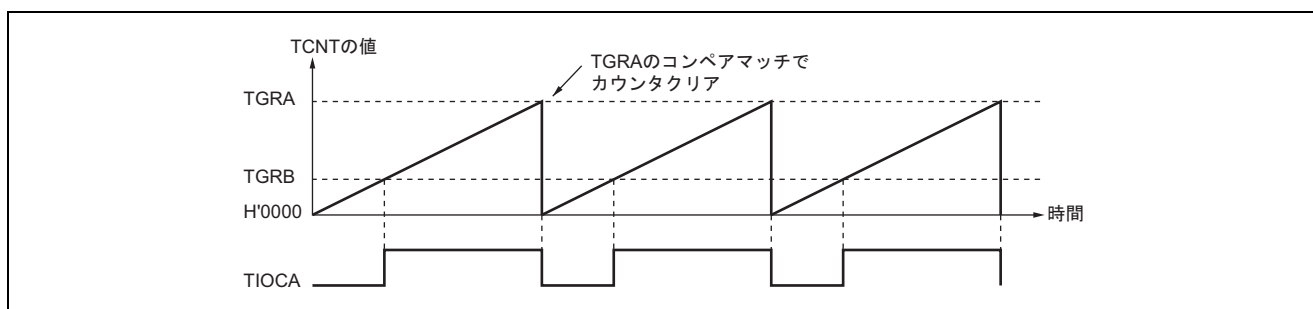 TCNTの値
TGRAのコンペアマッチで
カウンタクリア
TGRA
TGRB
H'0000
時間
TIOCA